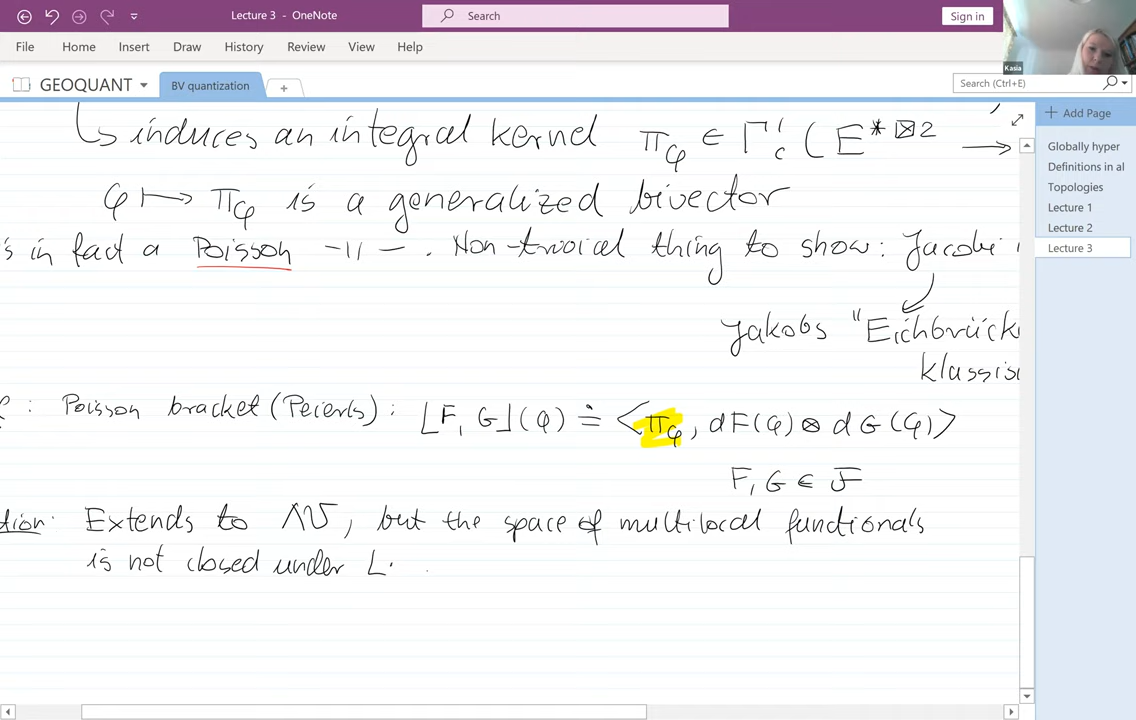 Lecture 3 - OneNote
Search
Sign in
File Home Insert Draw History Review View Help
Kasia
GEOQUANT
BV quantization
+
Search (Ctrl+E)
Add Page
Globally hyper
Definitions in al
Topologies
Lecture 1
Lecture 2
Lecture 3
↳ induces an integral kernel Π_φ ∈ Γ'_c (E*⊠2 →
φ ↦ Π_φ is a generalized bivector
s in fact a Poisson -||- . Non-trivial thing to show: Jacobi i
Jakobs "Eichbrücke
klassis
: Poisson bracket (Peierls): ⌊F, G⌋(φ) ≐ <Π_φ, dF(φ) ⊗ dG(φ)>
F, G ∈ F
tion: Extends to ΛV, but the space of multilocal functionals
is not closed under ⌊.